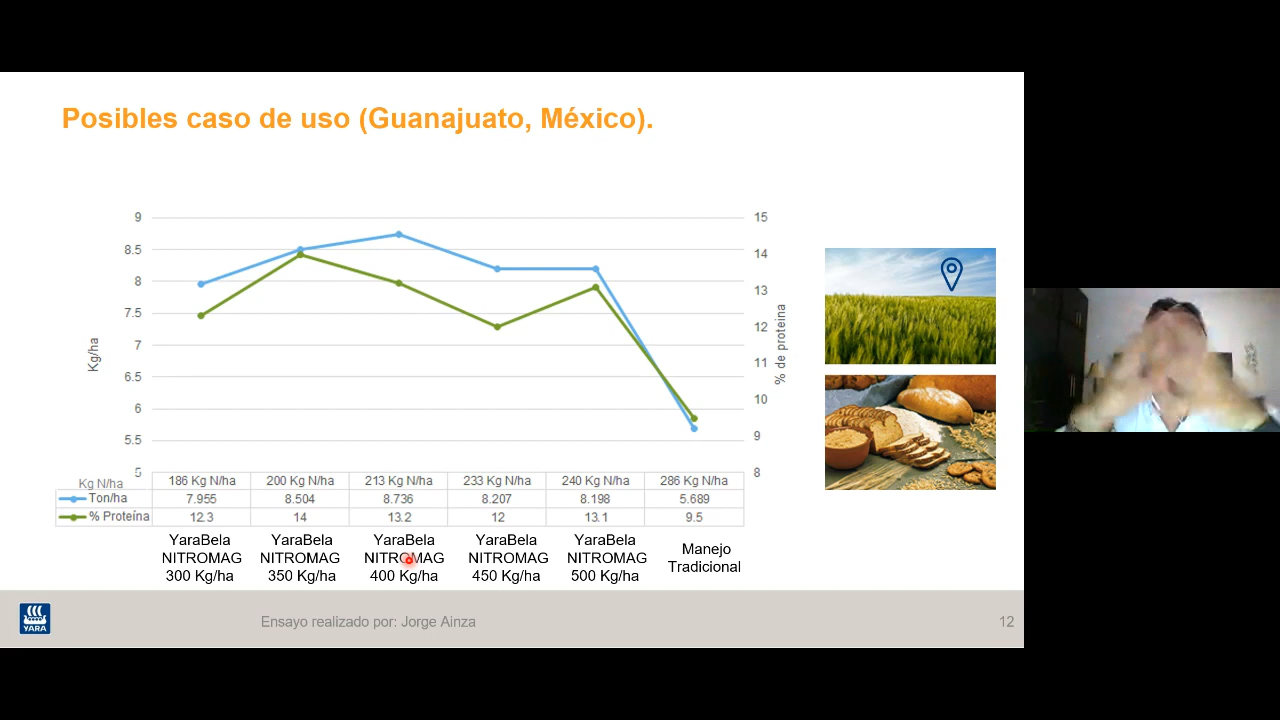 Posibles caso de uso (Guanajuato, México).
9
8.5
8
7.5
7
6.5
6
5.5
5
Kg/ha
15
14
13
12
11
10
9
8
% de proteina
Kg N/ha
186 Kg N/ha 200 Kg N/ha 213 Kg N/ha 233 Kg N/ha 240 Kg N/ha 286 Kg N/ha
Ton/ha 7.955 8.504 8.736 8.207 8.198 5.689
% Proteína 12.3 14 13.2 12 13.1 9.5
YaraBela
NITROMAG
300 Kg/ha
YaraBela
NITROMAG
350 Kg/ha
YaraBela
NITROMAG
400 Kg/ha
YaraBela
NITROMAG
450 Kg/ha
YaraBela
NITROMAG
500 Kg/ha
Manejo
Tradicional
YARA
Ensayo realizado por: Jorge Ainza
12